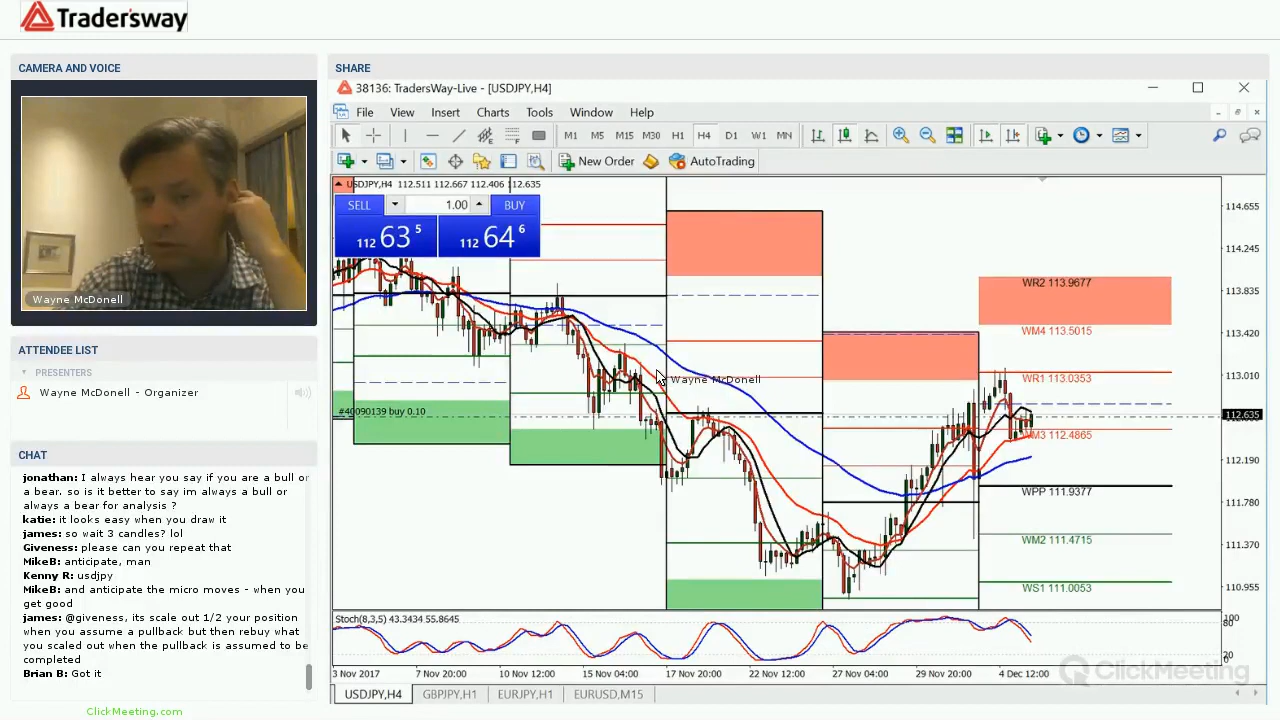 Tradersway
CAMERA AND VOICE
Wayne McDonell
ATTENDEE LIST
PRESENTERS
Wayne McDonell - Organizer
CHAT
jonathan: I always hear you say if you are a bull or
a bear. so is it better to say im always a bull or
always a bear for analysis ?
katie: it looks easy when you draw it
james: so wait 3 candles? lol
Giveness: please can you repeat that
MikeB: anticipate, man
Kenny R: usdjpy
MikeB: and anticipate the micro moves - when you
get good
james: @giveness, its scale out 1/2 your position
when you assume a pullback but then rebuy what
you scaled out when the pullback is assumed to be
completed
Brian B: Got it
ClickMeeting.com
SHARE
38136: TradersWay-Live - [USDJPY,H4]
File View Insert Charts Tools Window Help
M1 M5 M15 M30 H1 H4 D1 W1 MN
New Order AutoTrading
USDJPY,H4 112.511 112.667 112.406 112.635
SELL 1.00 BUY
112 63 5 112 64 6
#40090139 buy 0.10
Wayne McDonell
WR2 113.9677
WM4 113.5015
WR1 113.0353
WM3 112.4865
WPP 111.9377
WM2 111.4715
WS1 111.0053
114.655
114.245
113.835
113.420
113.010
112.635
112.190
111.780
111.370
110.955
Stoch(8,3,5) 43.3434 55.8645
100
80
20
0
3 Nov 2017 7 Nov 20:00 10 Nov 12:00 15 Nov 04:00 17 Nov 20:00 22 Nov 12:00 27 Nov 04:00 29 Nov 20:00 4 Dec 12:00
ClickMeeting
USDJPY,H4 GBPJPY,H1 EURJPY,H1 EURUSD,M15